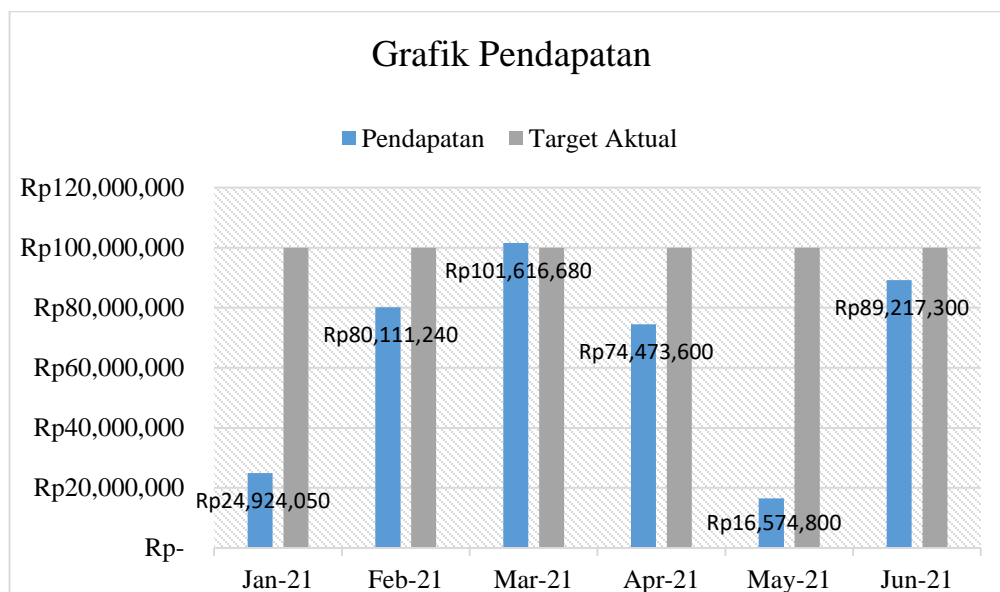 Grafik Pendapatan
Pendapatan Target Aktual
Rp120,000,000
Rp100,000,000
Rp80,000,000
Rp60,000,000
Rp40,000,000
Rp20,000,000
Rp-
Rp24,924,050
Rp80,111,240
Rp101,616,680
Rp74,473,600
Rp16,574,800
Rp89,217,300
Jan-21 Feb-21 Mar-21 Apr-21 May-21 Jun-21